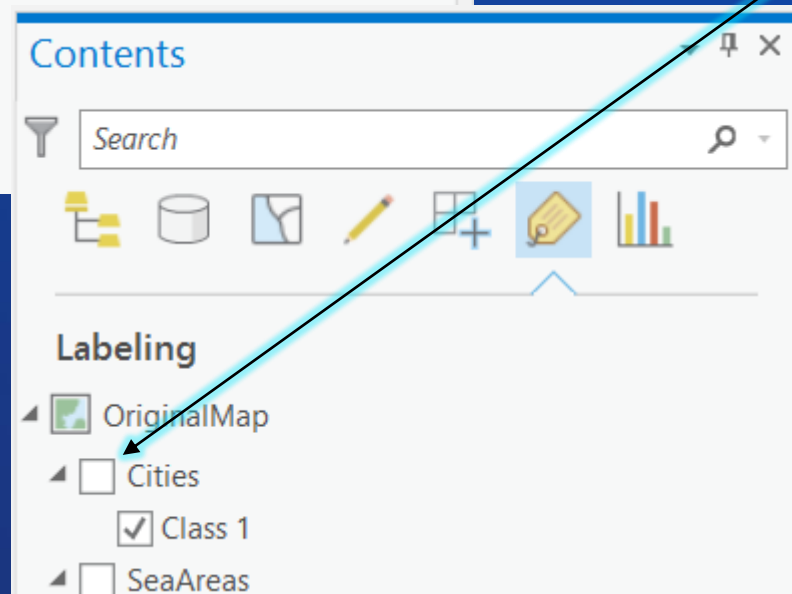 Contents
Search
Labeling
OriginalMap
Cities
Class 1
SeaAreas